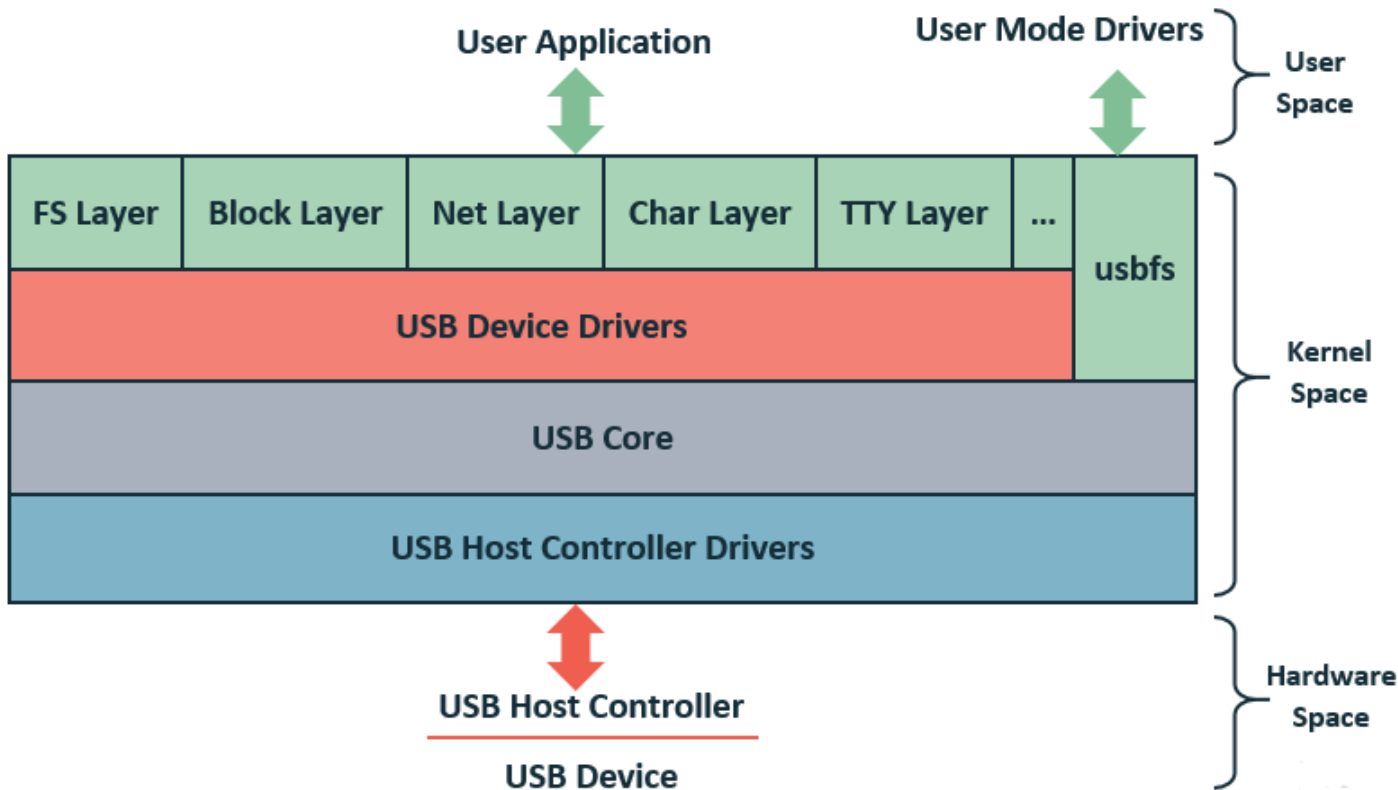 User Application
User Mode Drivers
User
Space
FS Layer
Block Layer
Net Layer
Char Layer
TTY Layer
...
usbfs
USB Device Drivers
Kernel
Space
USB Core
USB Host Controller Drivers
USB Host Controller
USB Device
Hardware
Space